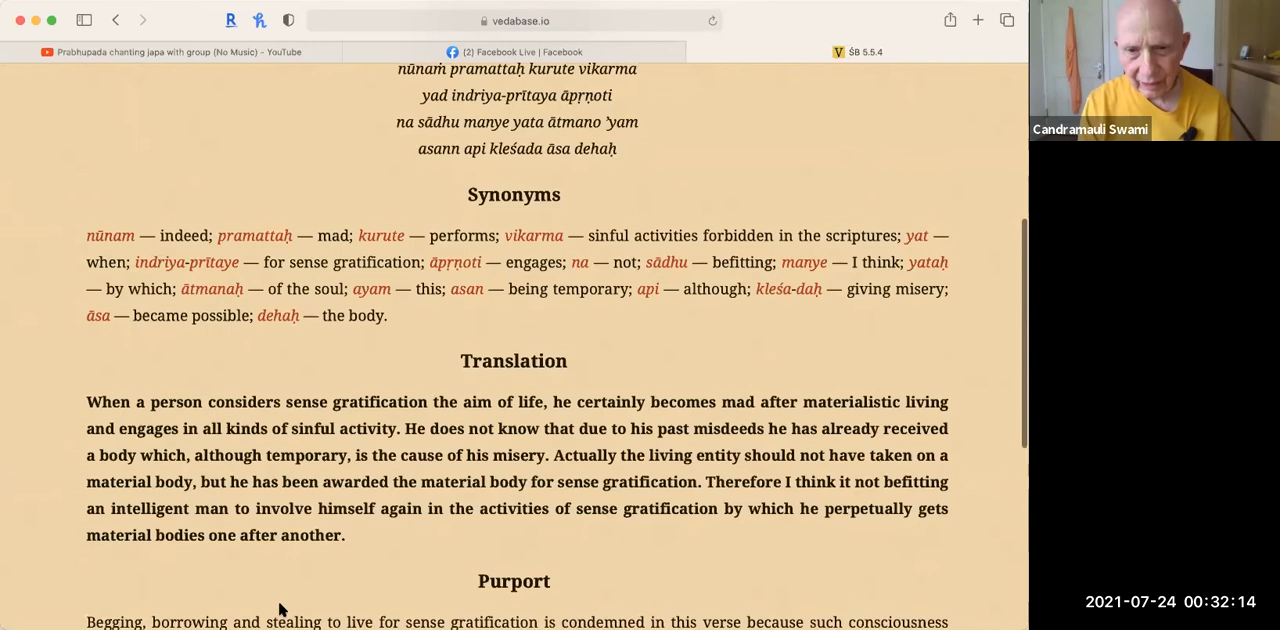 vedabase.io
Prabhupada chanting japa with group (No Music) - YouTube
(2) Facebook Live | Facebook
V ŚB 5.5.4
nūnaṁ pramattaḥ kurute vikarma
yad indriya-prītaya āpṛṇoti
na sādhu manye yata ātmano ’yam
asann api kleśada āsa dehaḥ
Synonyms
nūnam — indeed; pramattaḥ — mad; kurute — performs; vikarma — sinful activities forbidden in the scriptures; yat —
when; indriya-prītaye — for sense gratification; āpṛṇoti — engages; na — not; sādhu — befitting; manye — I think; yataḥ
— by which; ātmanaḥ — of the soul; ayam — this; asan — being temporary; api — although; kleśa-daḥ — giving misery;
āsa — became possible; dehaḥ — the body.
Translation
When a person considers sense gratification the aim of life, he certainly becomes mad after materialistic living
and engages in all kinds of sinful activity. He does not know that due to his past misdeeds he has already received
a body which, although temporary, is the cause of his misery. Actually the living entity should not have taken on a
material body, but he has been awarded the material body for sense gratification. Therefore I think it not befitting
an intelligent man to involve himself again in the activities of sense gratification by which he perpetually gets
material bodies one after another.
Purport
Begging, borrowing and stealing to live for sense gratification is condemned in this verse because such consciousness
Candramauli Swami
2021-07-24 00:32:14